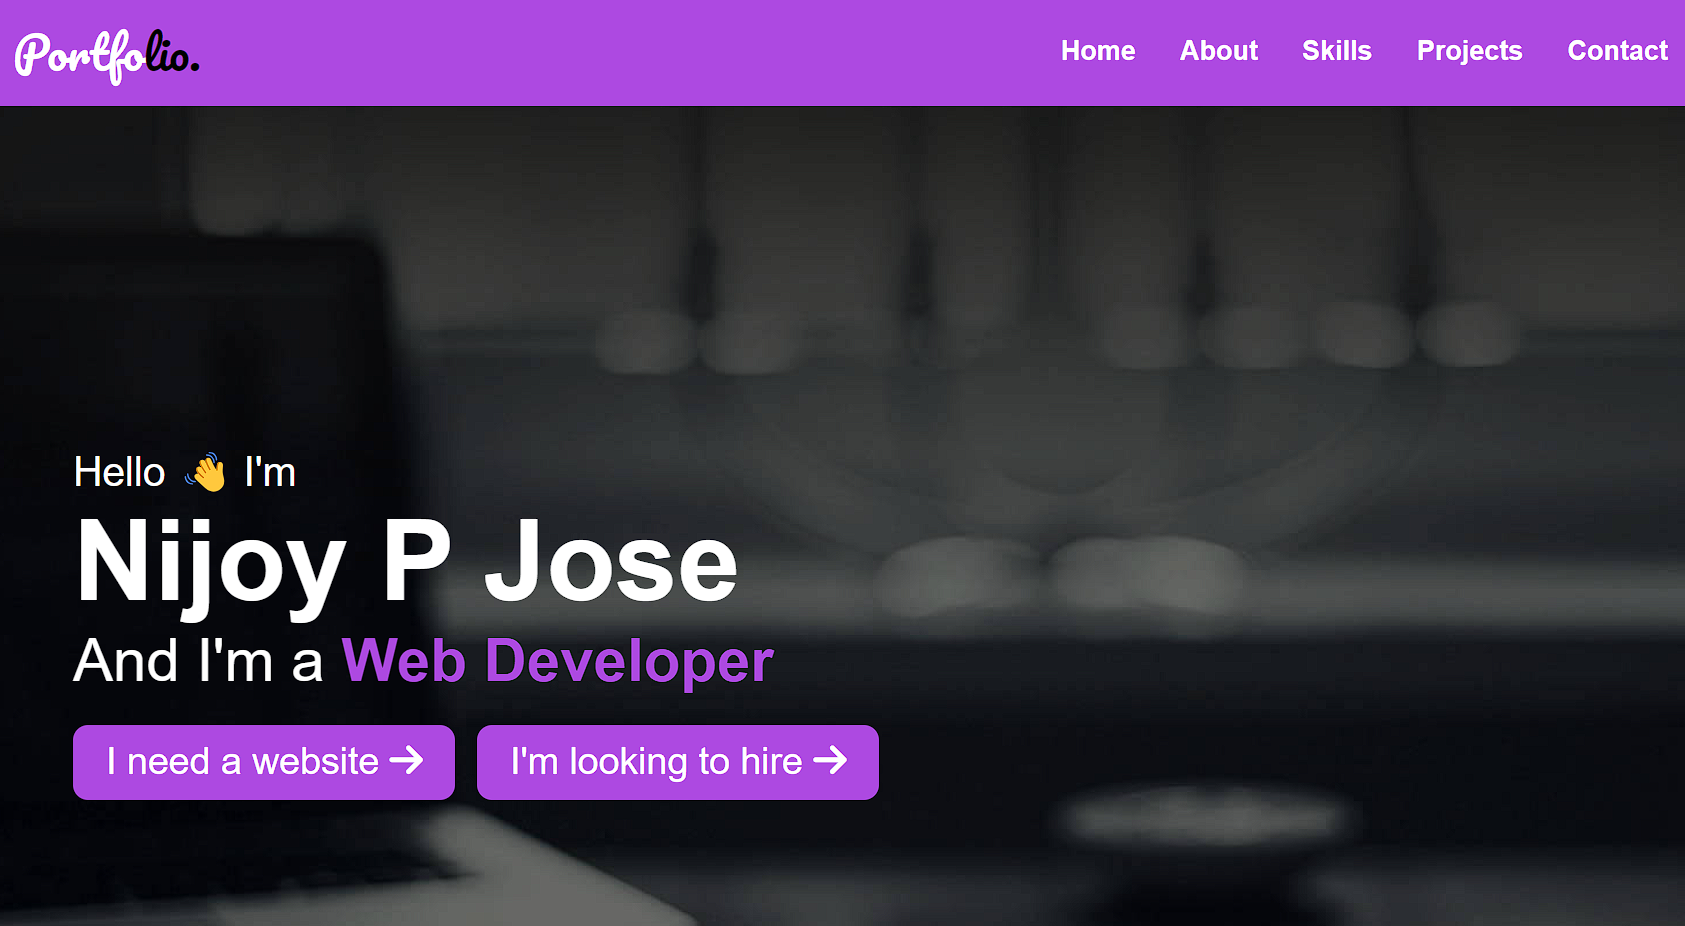 Portfolio.
Home About Skills Projects Contact
Hello 👋 I'm
Nijoy P Jose
And I'm a Web Developer
I need a website → I'm looking to hire →